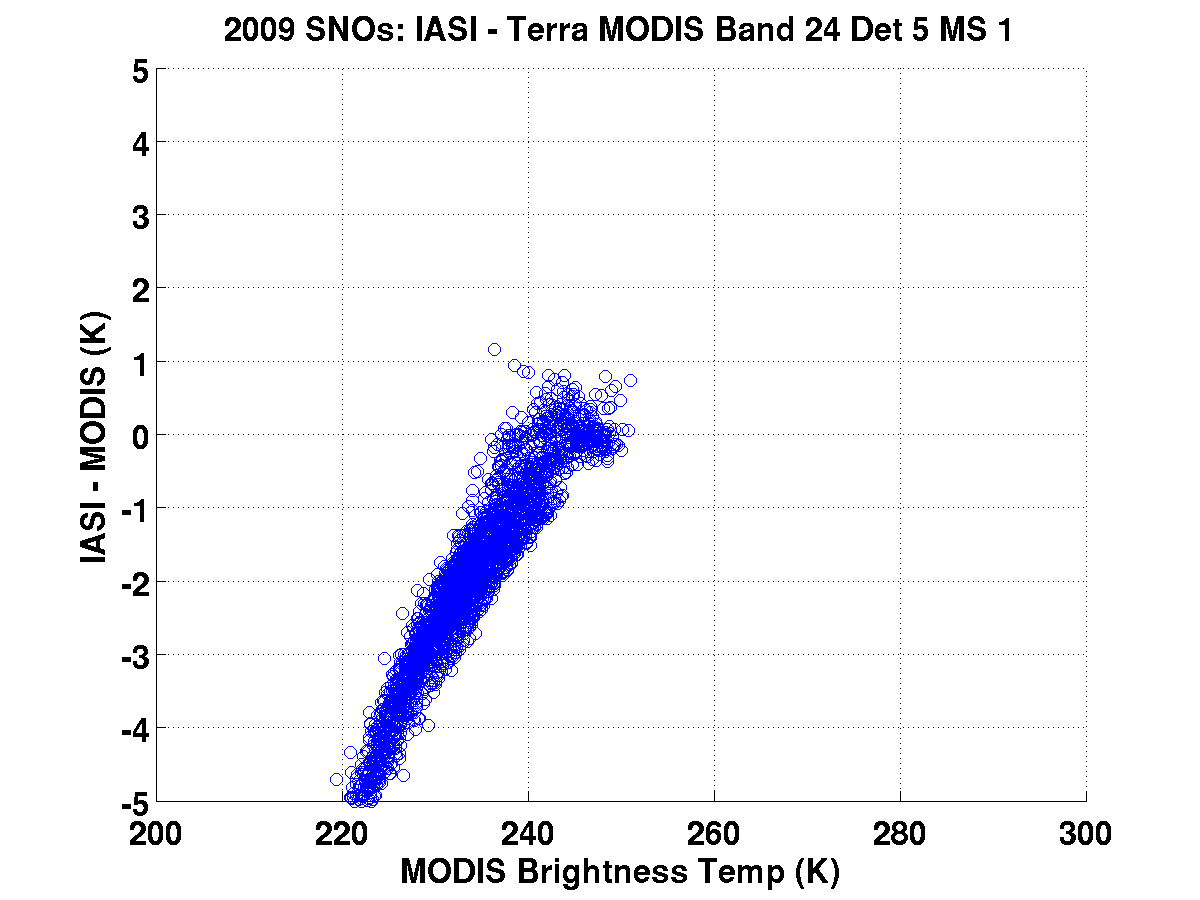 2009 SNOs: IASI - Terra MODIS Band 24 Det 5 MS 1
5
4
3
2
1
0
-1
-2
-3
-4
-5
IASI - MODIS (K)
200 220 240 260 280 300
MODIS Brightness Temp (K)